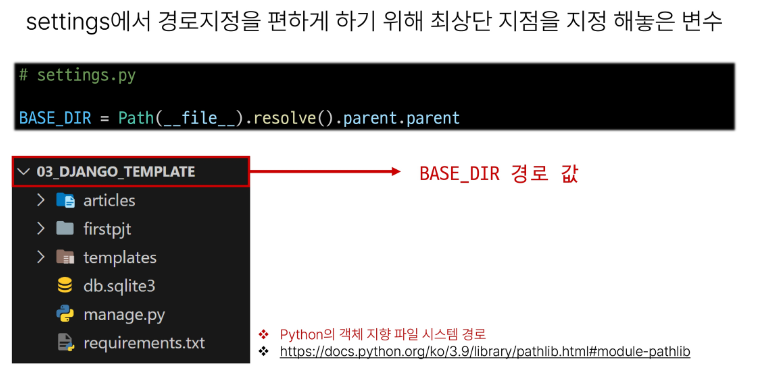 settings에서 경로지정을 편하게 하기 위해 최상단 지점을 지정 해놓은 변수
# settings.py
BASE_DIR = Path(__file__).resolve().parent.parent
03_DJANGO_TEMPLATE
BASE_DIR 경로 값
articles
firstpjt
templates
db.sqlite3
manage.py
requirements.txt
❖ Python의 객체 지향 파일 시스템 경로
❖ https://docs.python.org/ko/3.9/library/pathlib.html#module-pathlib